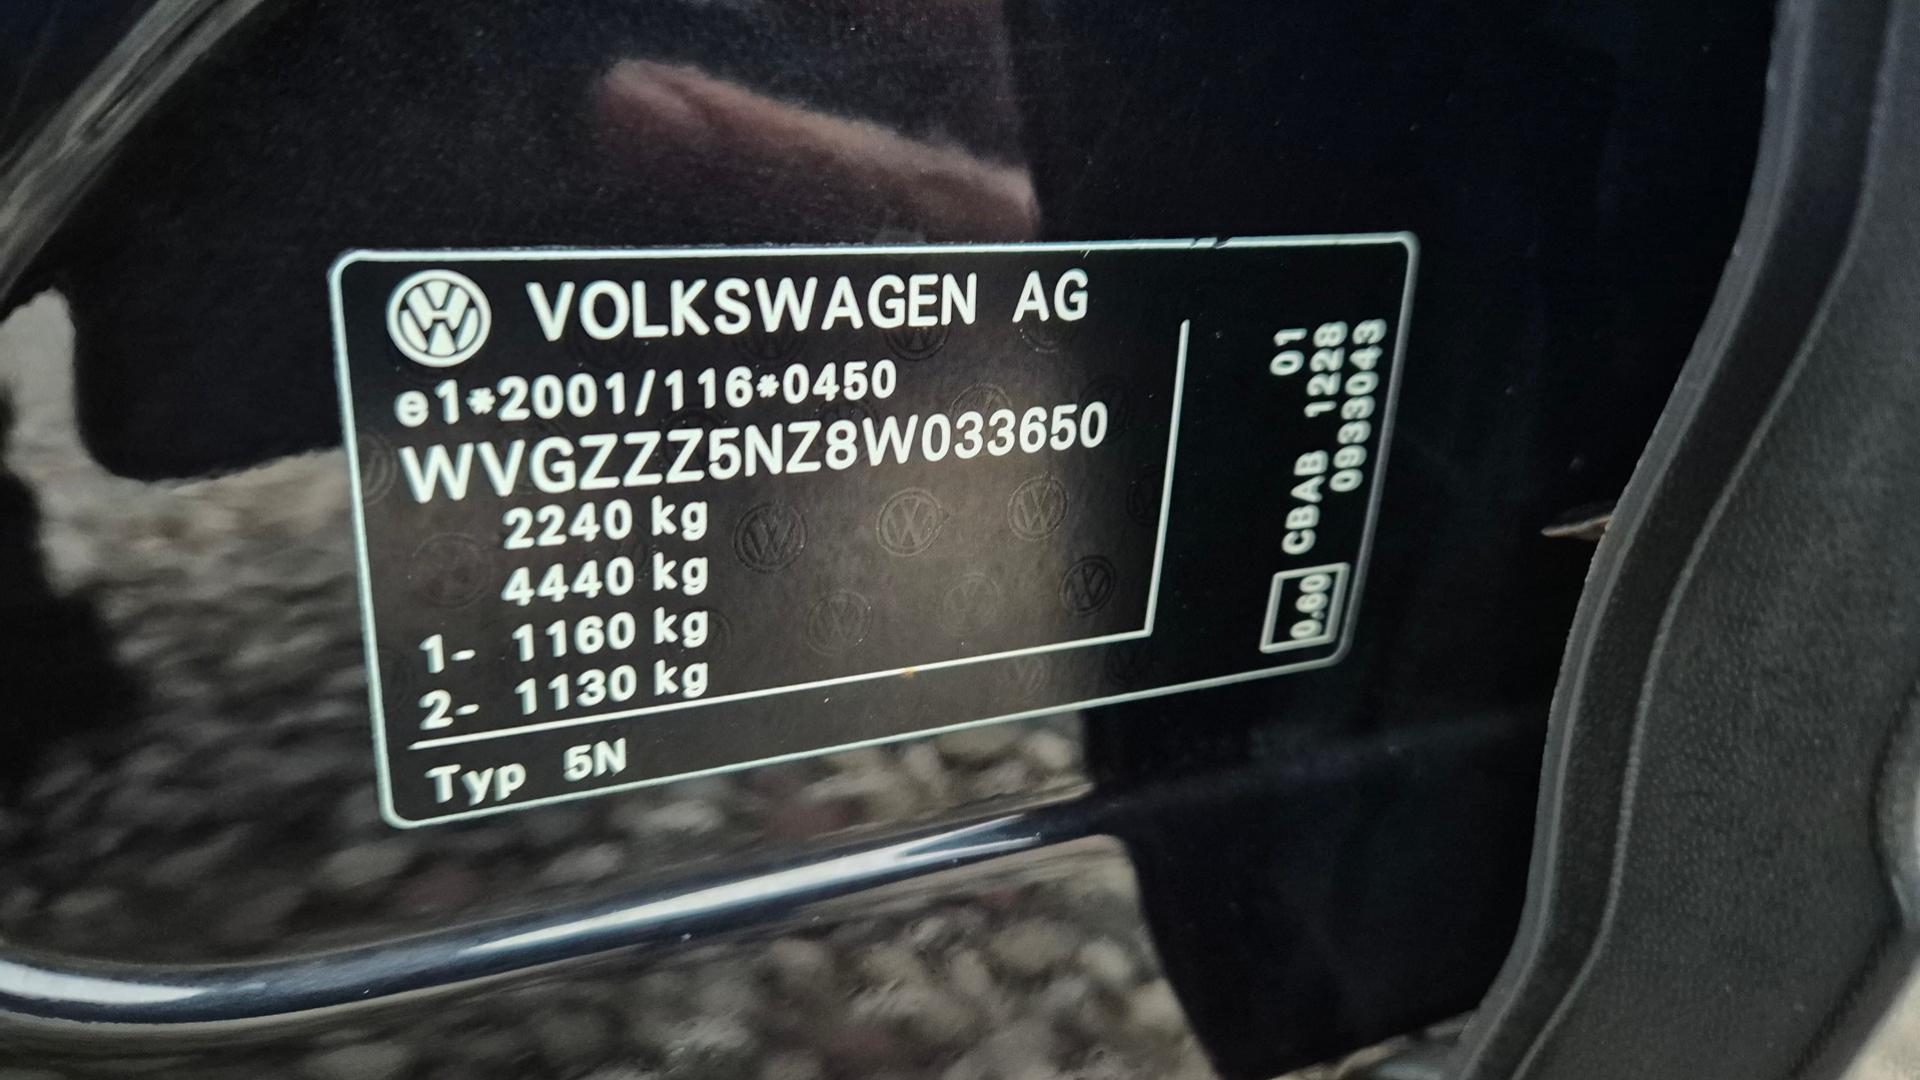 VOLKSWAGEN AG
e1*2001/116*0450
WVGZZZ5NZ8W033650
2240 kg
4440 kg
1- 1160 kg
2- 1130 kg
Typ 5N
01
0.60 CBAB 1228
0933043